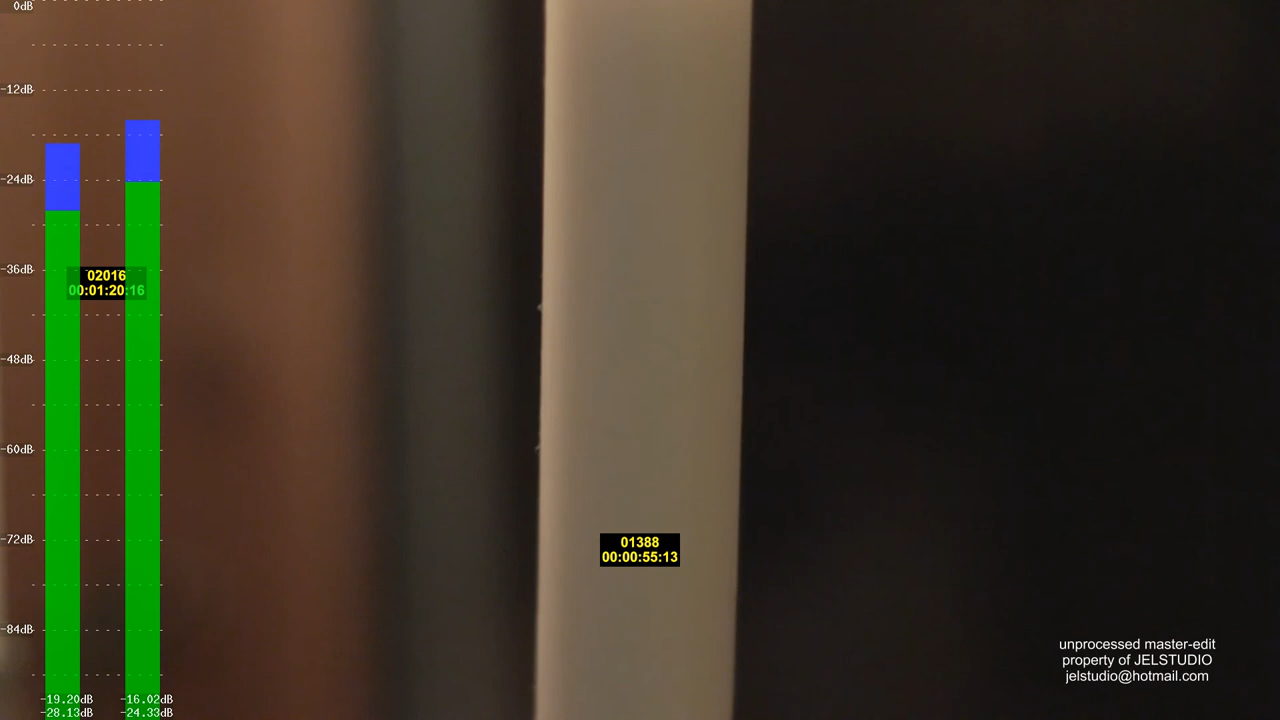 0dB
-12dB
-24dB
-36dB
-48dB
-60dB
-72dB
-84dB
02016
00:01:20:16
-19.20dB -16.02dB
-28.13dB -24.33dB
01388
00:00:55:13
unprocessed master-edit
property of JELSTUDIO
jelstudio@hotmail.com